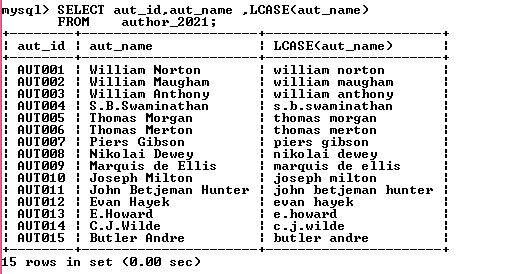 mysql> SELECT aut_id,aut_name ,LCASE(aut_name)
FROM author_2021;
+--------+----------------------+----------------------+
| aut_id | aut_name | LCASE(aut_name) |
+--------+----------------------+----------------------+
| AUT001 | William Norton | william norton |
| AUT002 | William Maugham | william maugham |
| AUT003 | William Anthony | william anthony |
| AUT004 | S.B.Swaminathan | s.b.swaminathan |
| AUT005 | Thomas Morgan | thomas morgan |
| AUT006 | Thomas Merton | thomas merton |
| AUT007 | Piers Gibson | piers gibson |
| AUT008 | Nikolai Dewey | nikolai dewey |
| AUT009 | Marquis de Ellis | marquis de ellis |
| AUT010 | Joseph Milton | joseph milton |
| AUT011 | John Betjeman Hunter | john betjeman hunter |
| AUT012 | Evan Hayek | evan hayek |
| AUT013 | E.Howard | e.howard |
| AUT014 | C.J.Wilde | c.j.wilde |
| AUT015 | Butler Andre | butler andre |
+--------+----------------------+----------------------+
15 rows in set (0.00 sec)